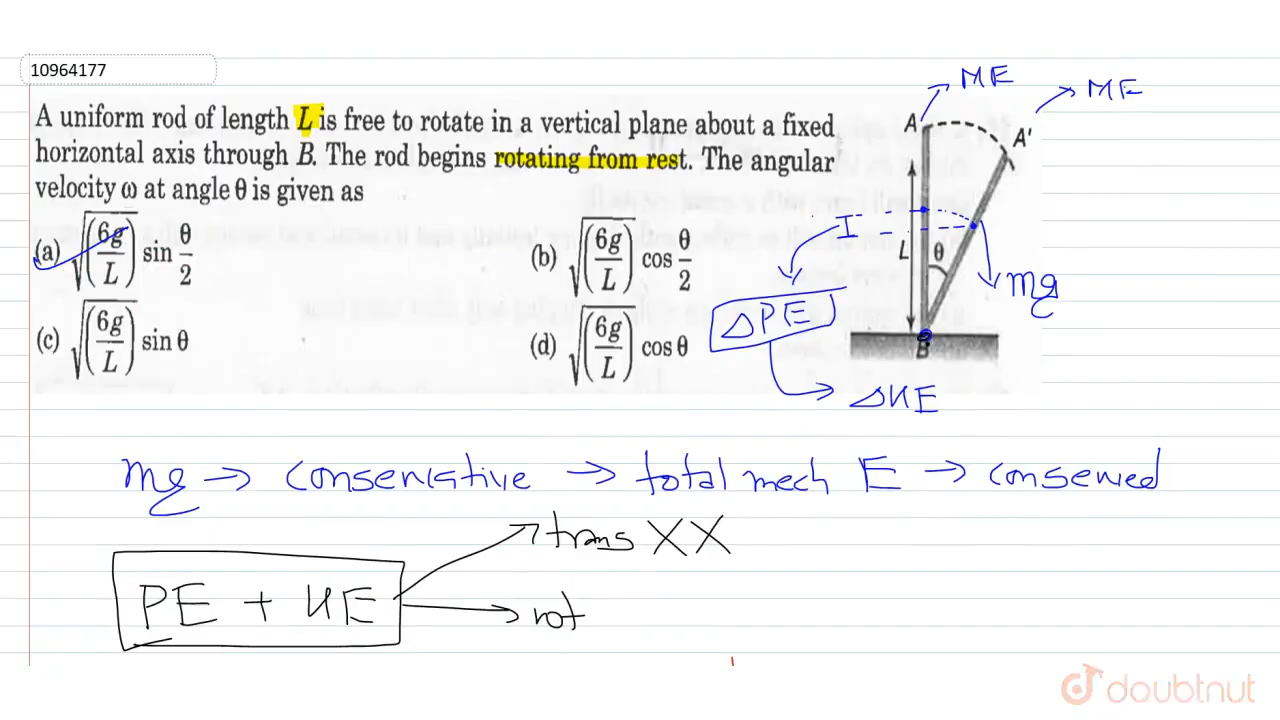 10964177
A uniform rod of length L is free to rotate in a vertical plane about a fixed
horizontal axis through B. The rod begins rotating from rest. The angular
velocity ω at angle θ is given as
(a) √(6g/L) sin θ/2
(b) √(6g/L) cos θ/2
(c) √(6g/L) sin θ
(d) √(6g/L) cos θ
ME
ME
A
A'
I
L
θ
mg
ΔPE
B
ΔKE
mg → conservative → total mech E → conserved
trans XX
PE + KE
rot
doubtnut